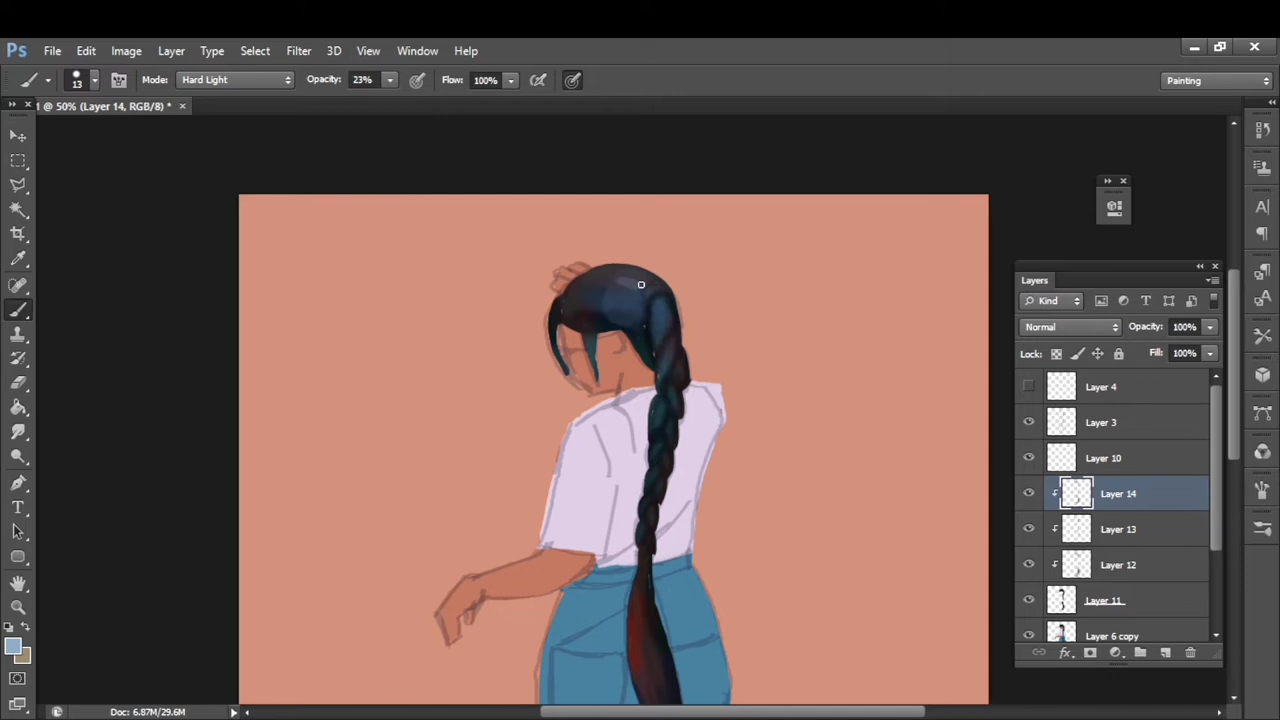 Ps File Edit Image Layer Type Select Filter 3D View Window Help
13 Mode: Hard Light Opacity: 23% Flow: 100% Painting
1 @ 50% (Layer 14, RGB/8) * ×
Layers
Kind
Normal Opacity: 100%
Lock: Fill: 100%
Layer 4
Layer 3
Layer 10
Layer 14
Layer 13
Layer 12
Layer 11
Layer 6 copy
fx
Doc: 6.87M/29.6M